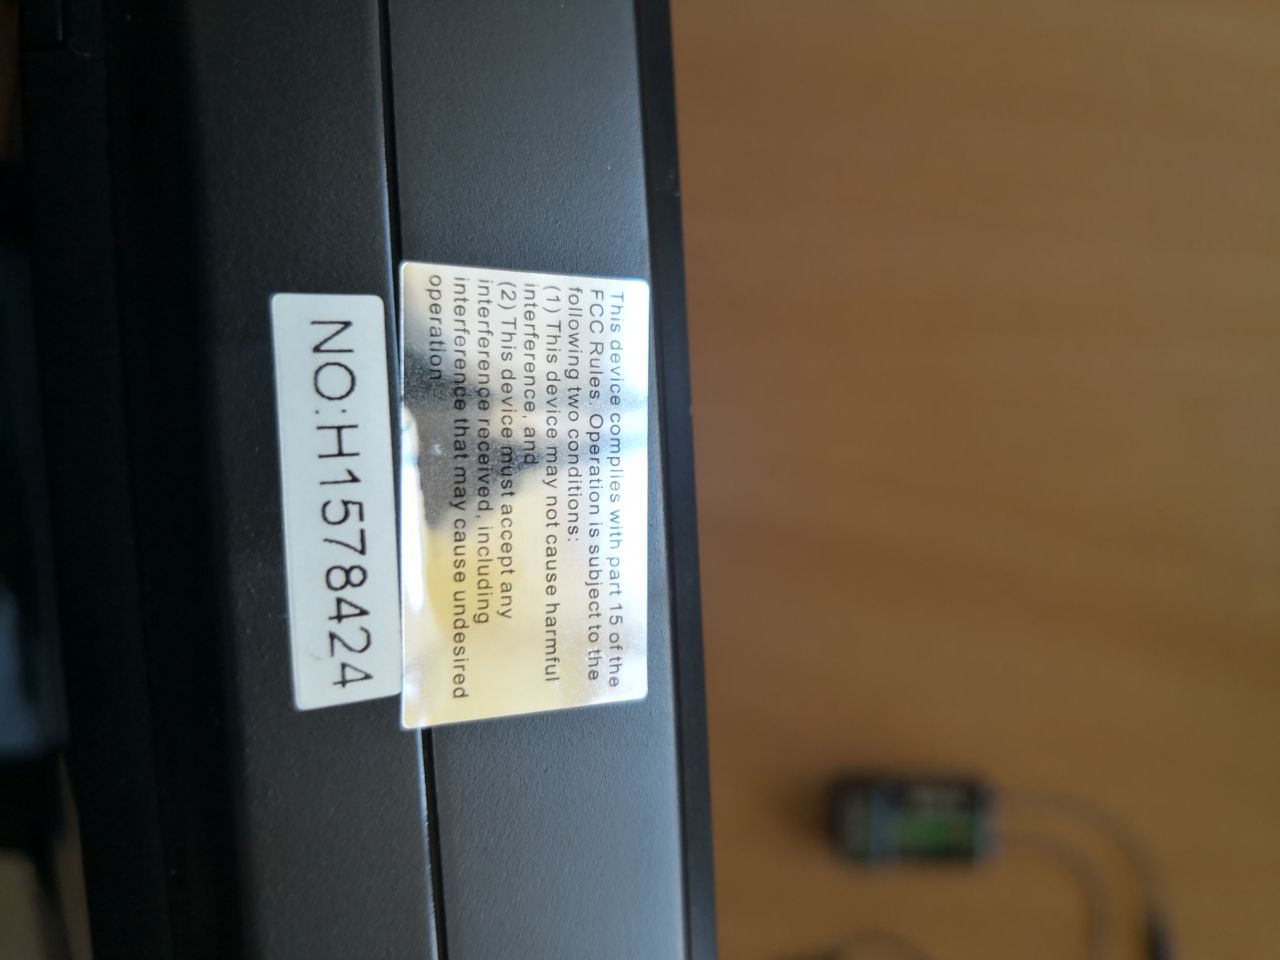 This device complies with part 15 of the
FCC Rules. Operation is subject to the
following two conditions:
(1) This device may not cause harmful
interference, and
(2) This device must accept any
interference received, including
interference that may cause undesired
operation.
NO:H1578424